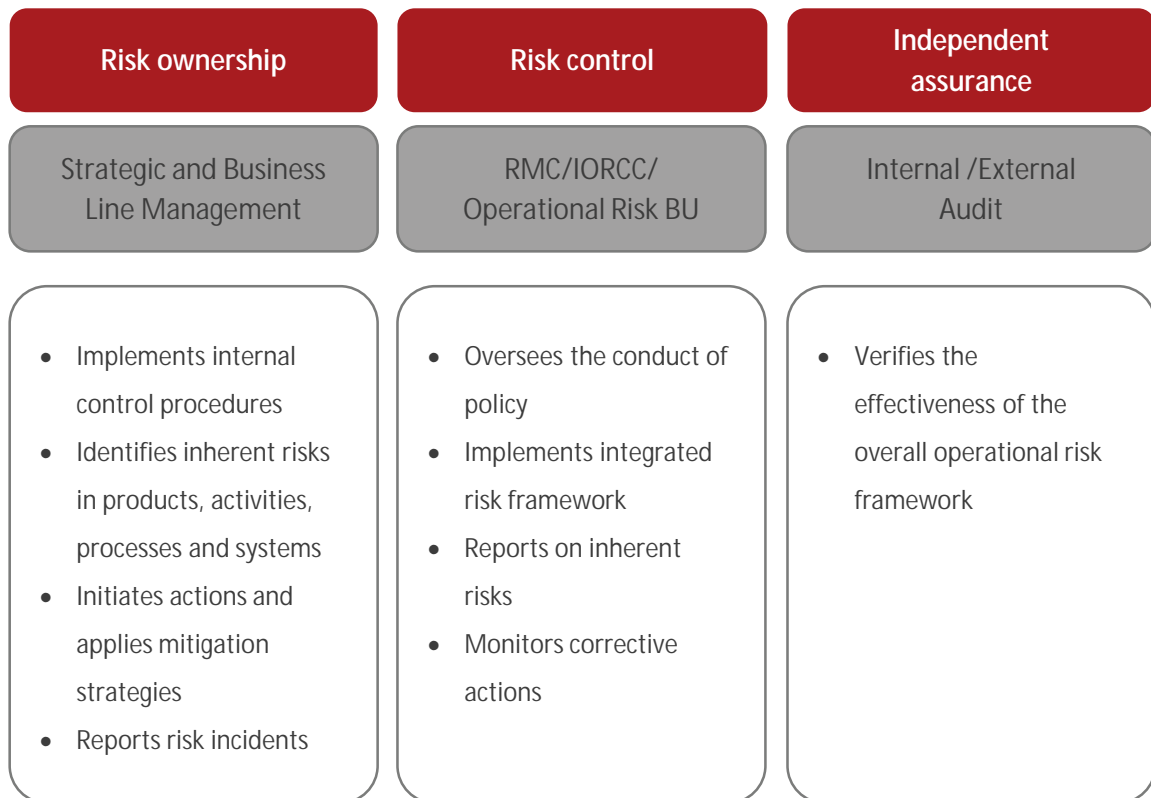 Risk ownership
Strategic and Business
Line Management
• Implements internal
control procedures
• Identifies inherent risks
in products, activities,
processes and systems
• Initiates actions and
applies mitigation
strategies
• Reports risk incidents
Risk control
RMC/IORCC/
Operational Risk BU
• Oversees the conduct of
policy
• Implements integrated
risk framework
• Reports on inherent
risks
• Monitors corrective
actions
Independent
assurance
Internal /External
Audit
• Verifies the
effectiveness of the
overall operational risk
framework